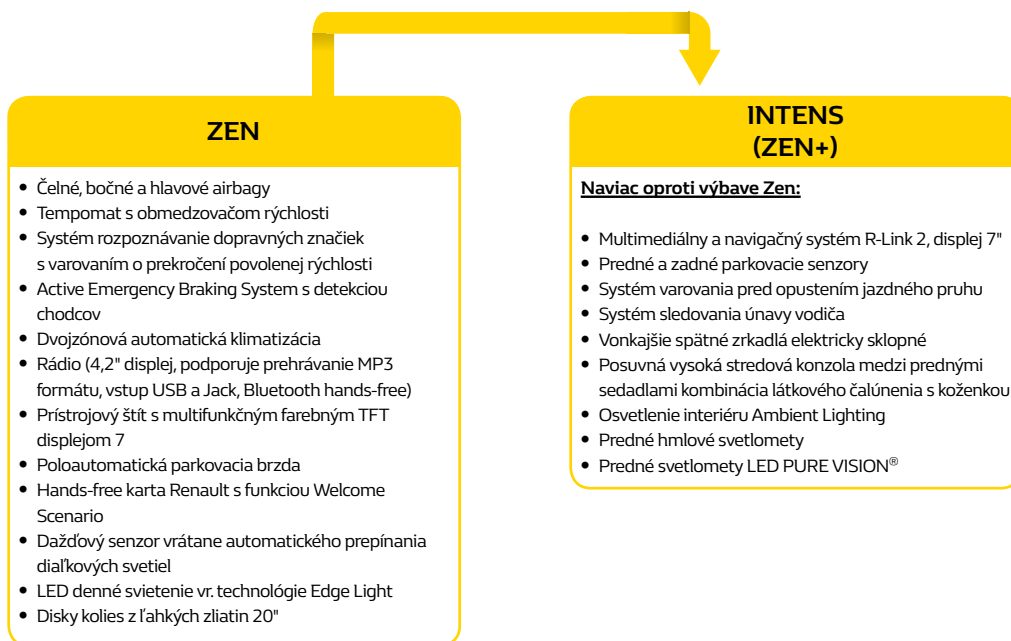 ZEN
• Čelné, bočné a hlavové airbagy
• Tempomat s obmedzovačom rýchlosti
• Systém rozpoznávanie dopravných značiek
s varovaním o prekročení povolenej rýchlosti
• Active Emergency Braking System s detekciou
chodcov
• Dvojzónová automatická klimatizácia
• Rádio (4,2" displej, podporuje prehrávanie MP3
formátu, vstup USB a Jack, Bluetooth hands-free)
• Prístrojový štít s multifunkčným farebným TFT
displejom 7
• Poloautomatická parkovacia brzda
• Hands-free karta Renault s funkciou Welcome
Scenario
• Dažďový senzor vrátane automatického prepínania
diaľkových svetiel
• LED denné svietenie vr. technológie Edge Light
• Disky kolies z ľahkých zliatin 20"
INTENS
(ZEN+)
Naviac oproti výbave Zen:
• Multimediálny a navigačný systém R-Link 2, displej 7"
• Predné a zadné parkovacie senzory
• Systém varovania pred opustením jazdného pruhu
• Systém sledovania únavy vodiča
• Vonkajšie spätné zrkadlá elektricky sklopné
• Posuvná vysoká stredová konzola medzi prednými
sedadlami kombinácia látkového čalúnenia s koženkou
• Osvetlenie interiéru Ambient Lighting
• Predné hmlové svetlomety
• Predné svetlomety LED PURE VISION®